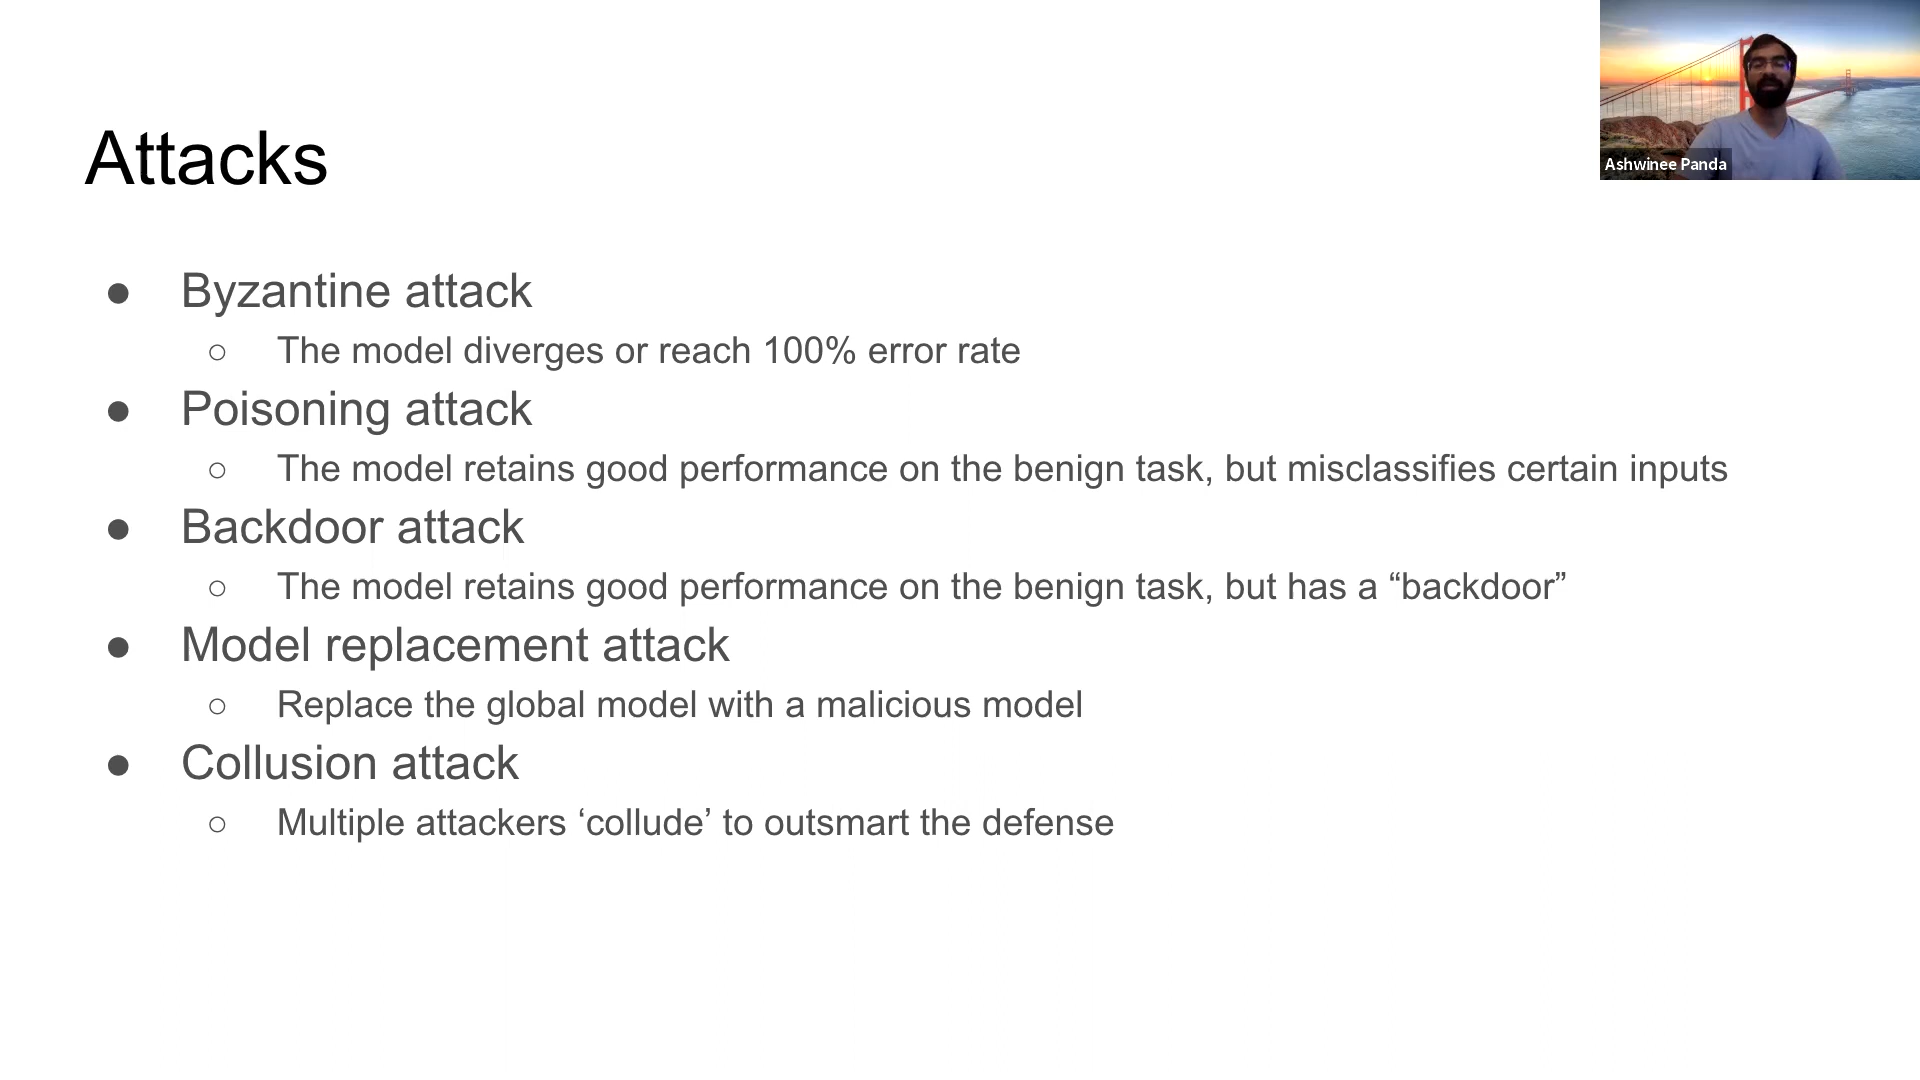 Ashwinee Panda
Attacks
● Byzantine attack
○ The model diverges or reach 100% error rate
● Poisoning attack
○ The model retains good performance on the benign task, but misclassifies certain inputs
● Backdoor attack
○ The model retains good performance on the benign task, but has a “backdoor”
● Model replacement attack
○ Replace the global model with a malicious model
● Collusion attack
○ Multiple attackers ‘collude’ to outsmart the defense